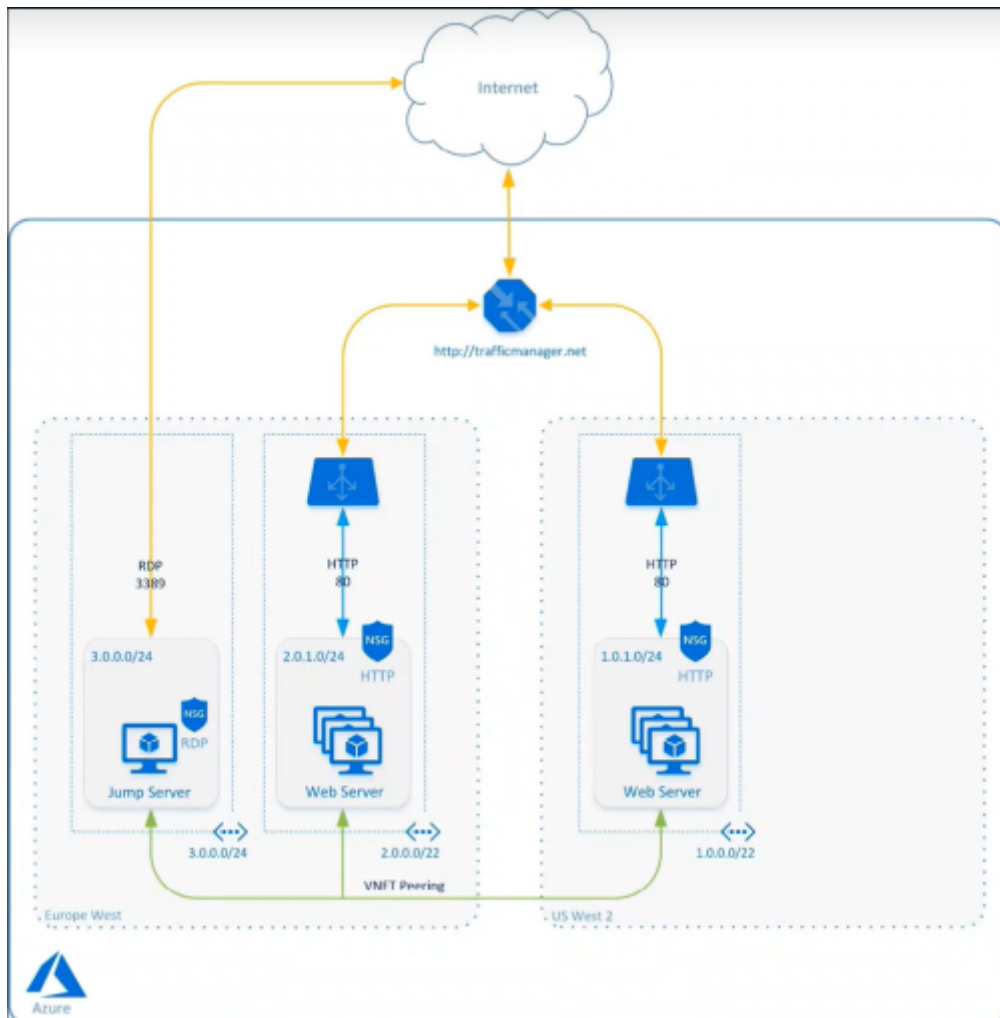 Internet
http://trafficmanager.net
RDP
3389
HTTP
80
HTTP
80
3.0.0.0/24
NSG
RDP
Jump Server
2.0.1.0/24
NSG
HTTP
Web Server
1.0.1.0/24
NSG
HTTP
Web Server
3.0.0.0/24
2.0.0.0/22
1.0.0.0/22
VNET Peering
Europe West
US West 2
Azure